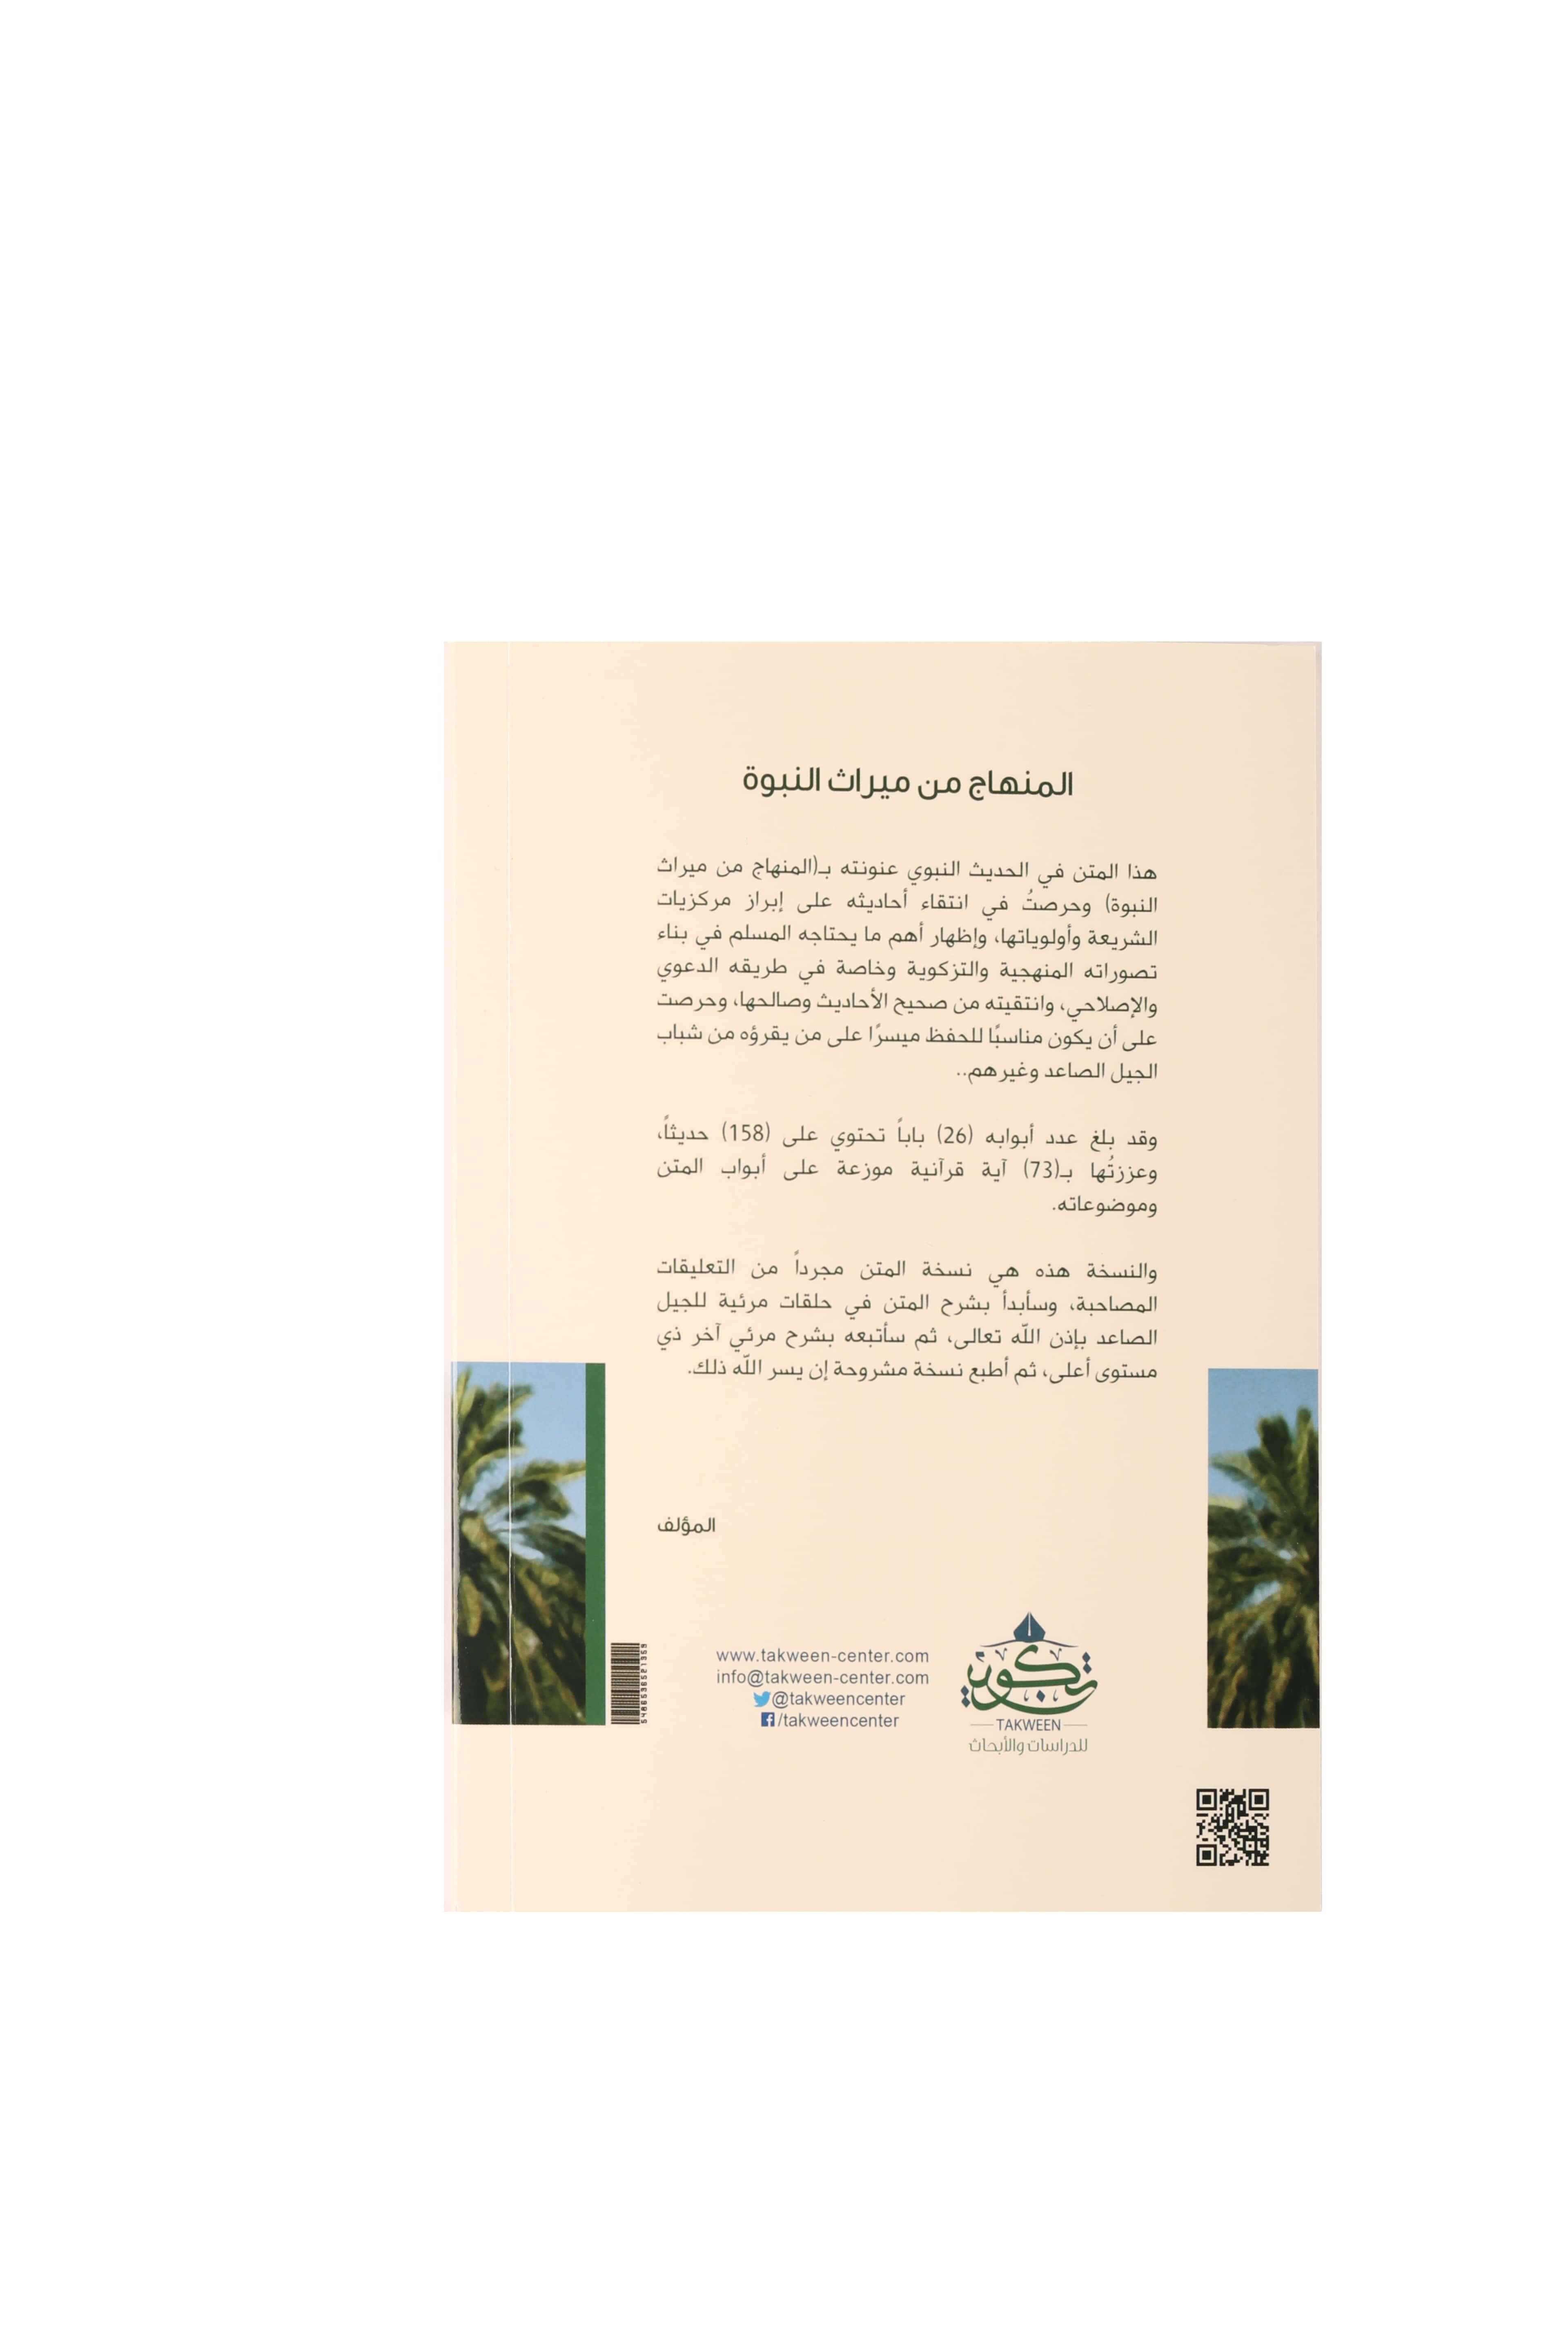 المنهاج من ميراث النبوة
هذا المتن في الحديث النبوي عنونته بـ(المنهاج من ميراث
النبوة) وحرصتُ في انتقاء أحاديثه على إبراز مركزيات
الشريعة وأولوياتها، وإظهار أهم ما يحتاجه المسلم في بناء
تصوراته المنهجية والتزكوية وخاصة في طريقه الدعوي
والإصلاحي، وانتقيته من صحيح الأحاديث وصالحها، وحرصت
على أن يكون مناسبًا للحفظ ميسرًا على من يقرؤه من شباب
الجيل الصاعد وغيرهم..
وقد بلغ عدد أبوابه (26) باباً تحتوي على (158) حديثاً،
وعززتُها بـ(73) آية قرآنية موزعة على أبواب المتن
وموضوعاته.
والنسخة هذه هي نسخة المتن مجرداً من التعليقات
المصاحبة، وسأبدأ بشرح المتن في حلقات مرئية للجيل
الصاعد بإذن الله تعالى، ثم سأتبعه بشرح مرئي آخر ذي
مستوى أعلى، ثم أطبع نسخة مشروحة إن يسر الله ذلك.
المؤلف
تكوين
TAKWEEN
للدراسات والأبحاث
www.takween-center.com
info@takween-center.com
@takweencenter
/takweencenter